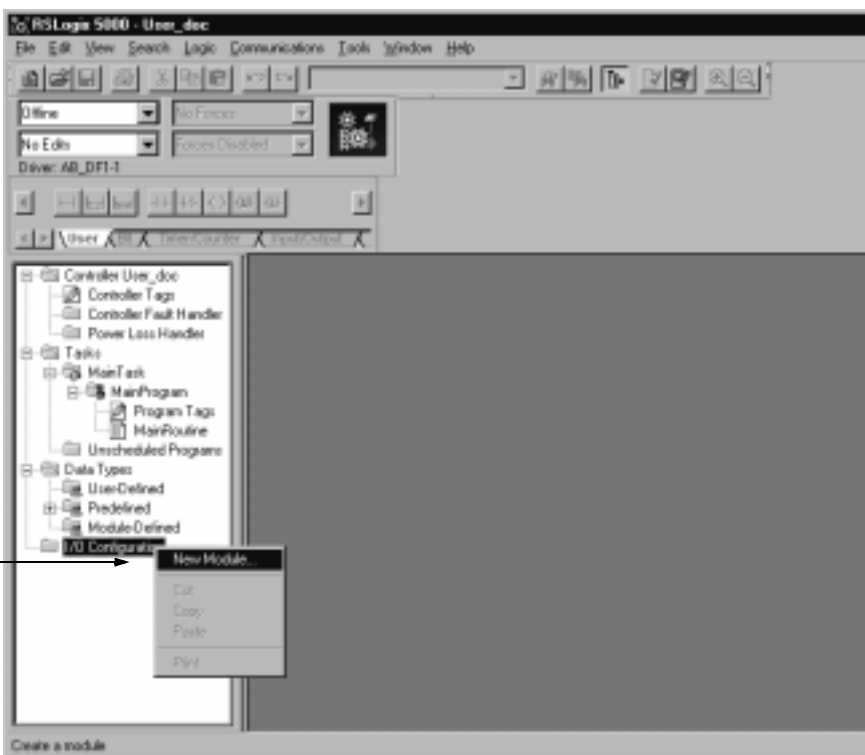 RSLogix 5000 - User_doc
File Edit View Search Logic Communications Tools Window Help
Offline
No Forces
No Edits
Forces Disabled
Driver: AB_DF1-1
User Bit Timer/Counter Input/Output
Controller User_doc
Controller Tags
Controller Fault Handler
Power Loss Handler
Tasks
MainTask
MainProgram
Program Tags
MainRoutine
Unscheduled Programs
Data Types
User-Defined
Predefined
Module-Defined
I/O Configuration
New Module...
Cut
Copy
Paste
Print
Create a module